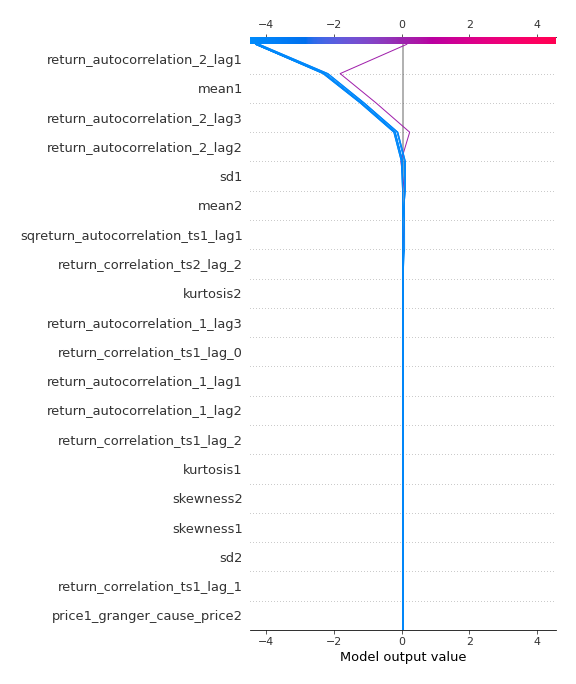 −4 −2 0 2 4
return_autocorrelation_2_lag1
mean1
return_autocorrelation_2_lag3
return_autocorrelation_2_lag2
sd1
mean2
sqreturn_autocorrelation_ts1_lag1
return_correlation_ts2_lag_2
kurtosis2
return_autocorrelation_1_lag3
return_correlation_ts1_lag_0
return_autocorrelation_1_lag1
return_autocorrelation_1_lag2
return_correlation_ts1_lag_2
kurtosis1
skewness2
skewness1
sd2
return_correlation_ts1_lag_1
price1_granger_cause_price2
−4 −2 0 2 4
Model output value